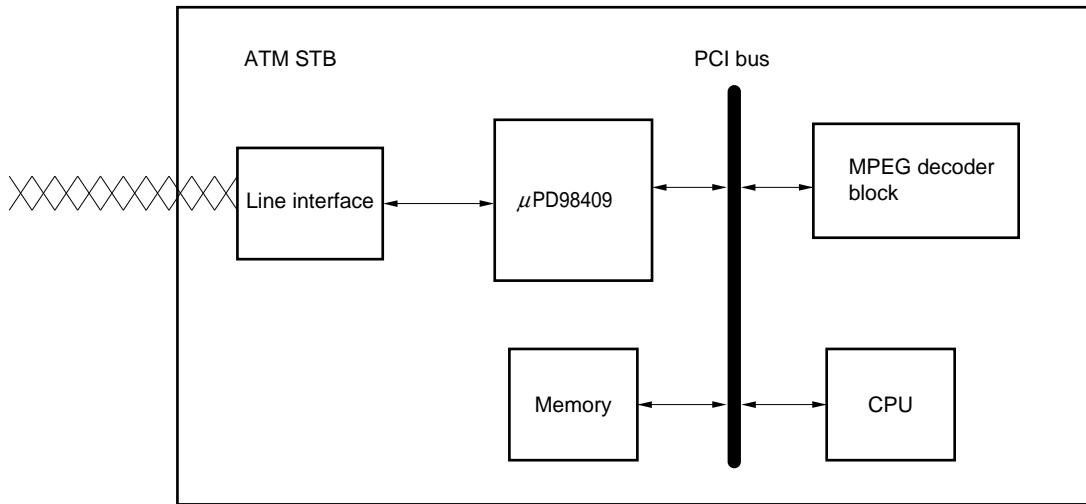 ATM STB
PCI bus
Line interface
μPD98409
MPEG decoder
block
Memory
CPU